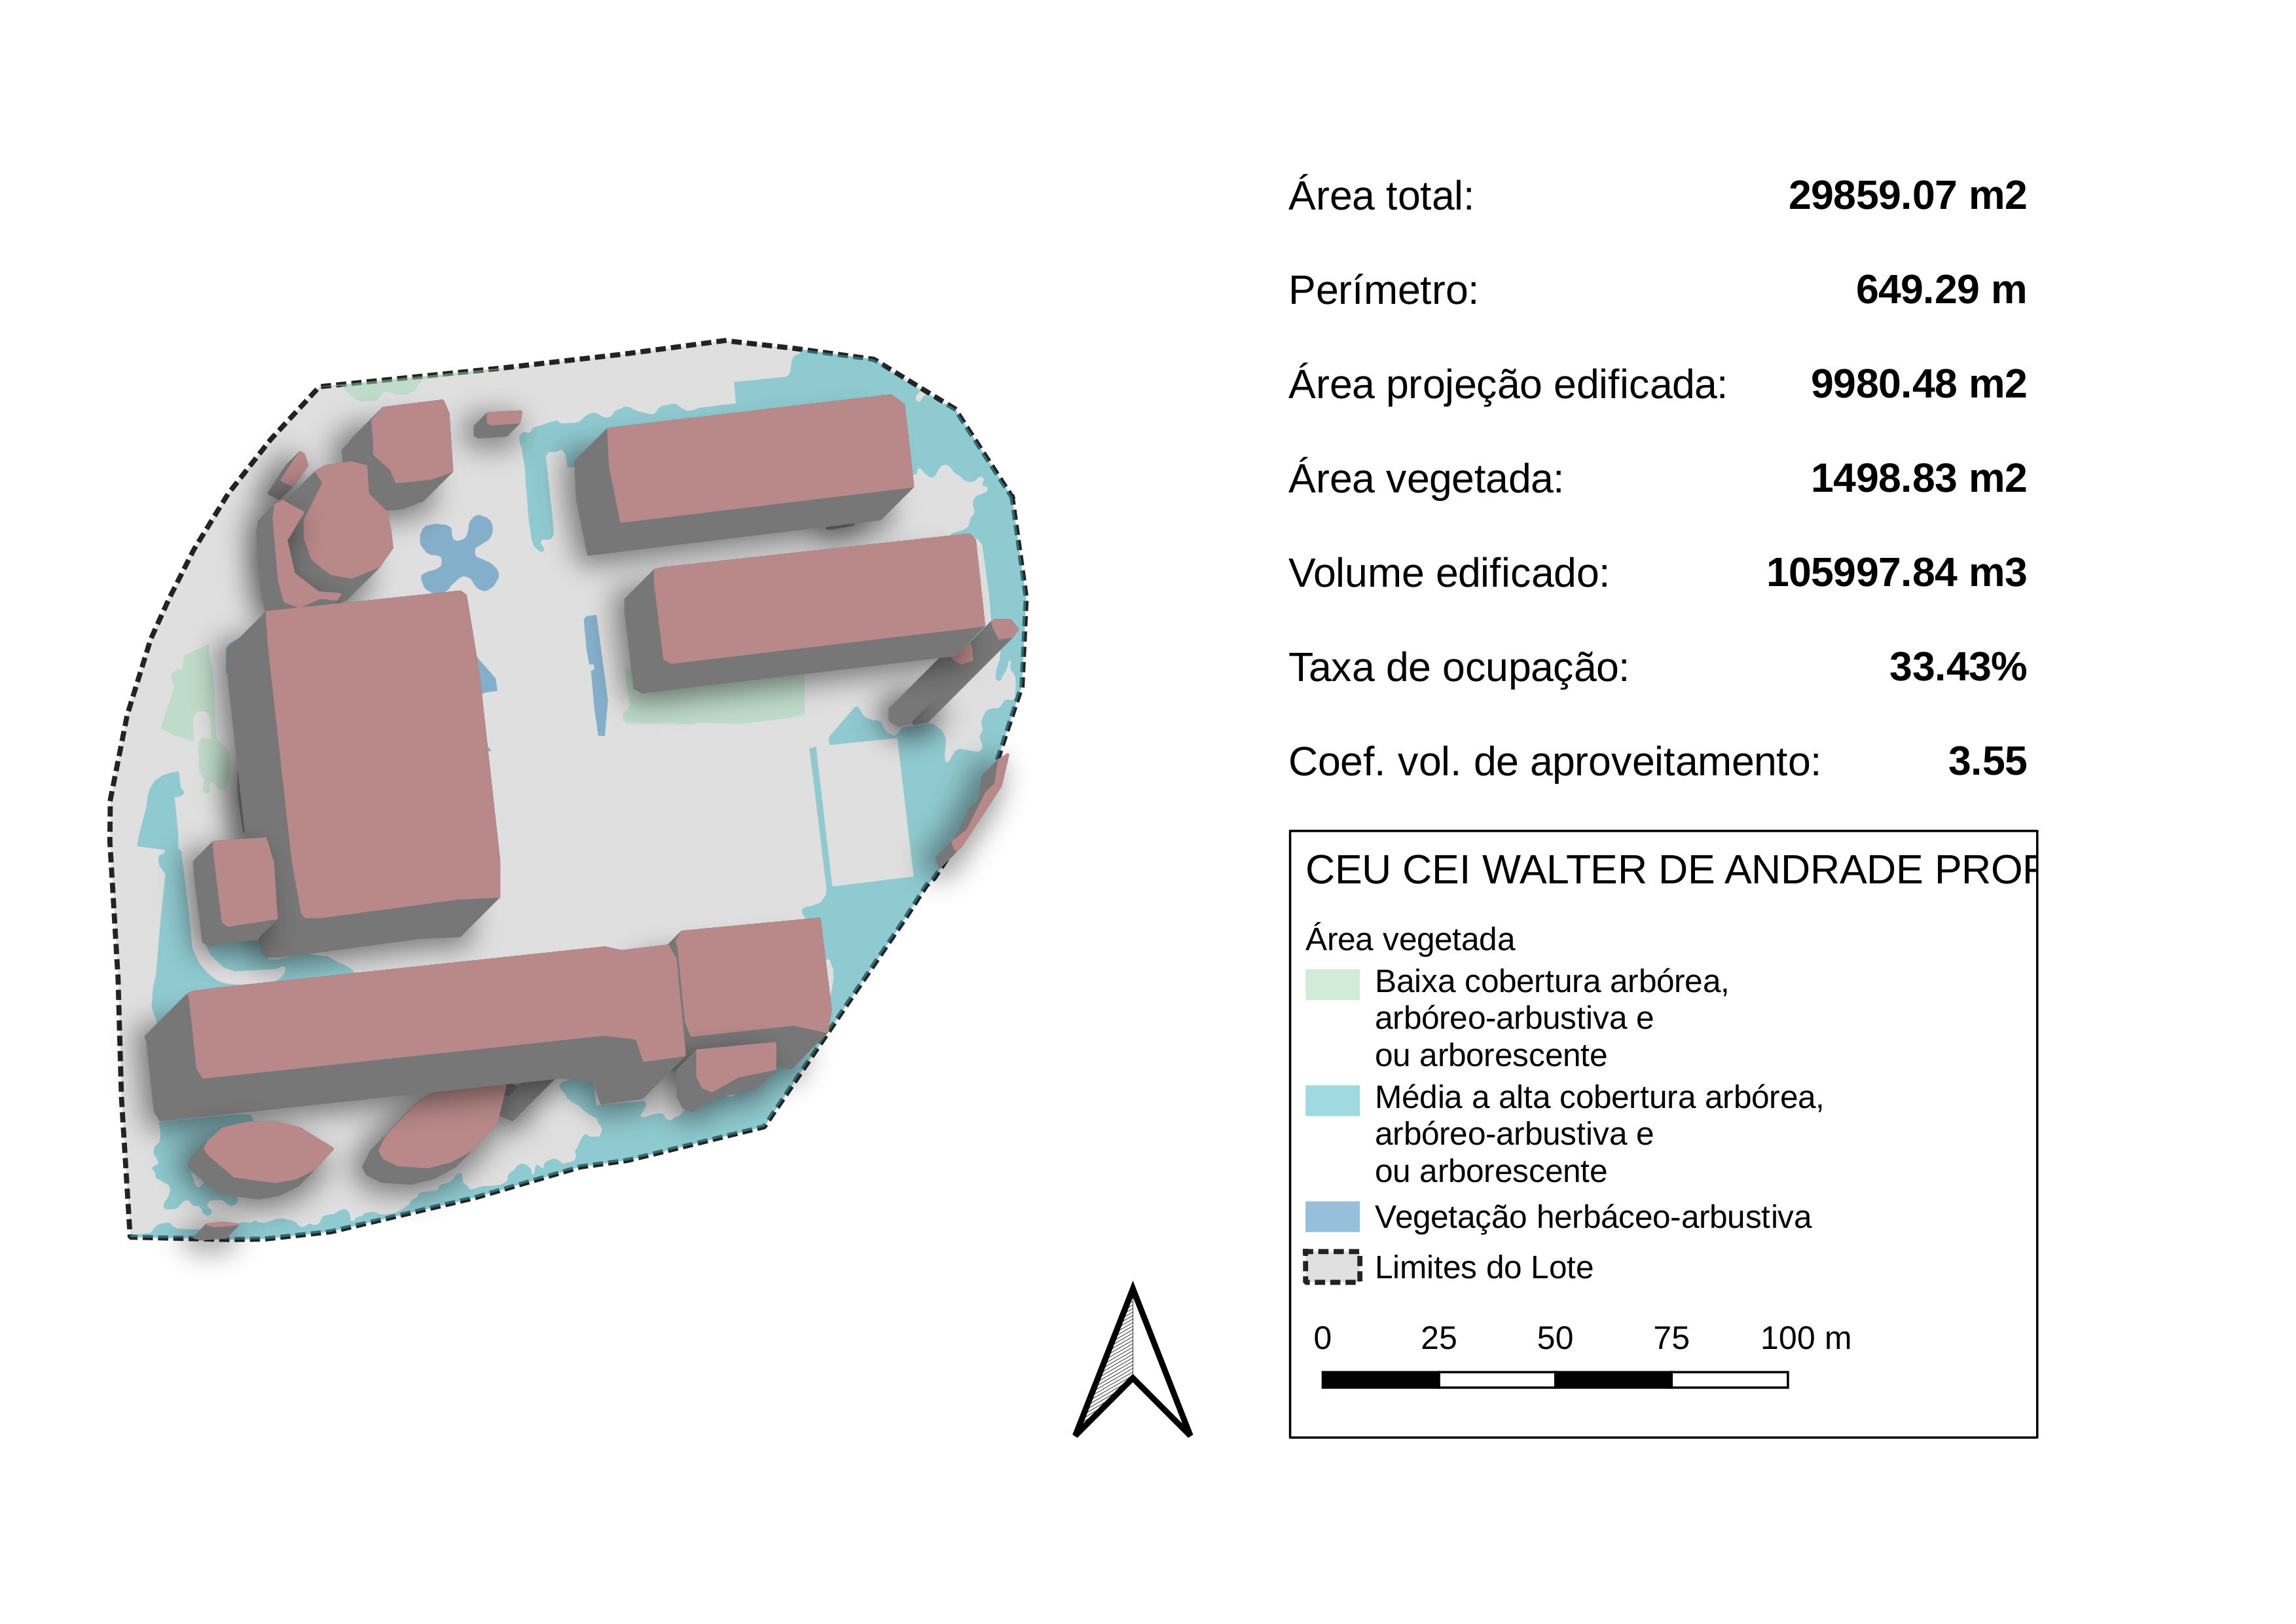 Área total: 29859.07 m2
Perímetro: 649.29 m
Área projeção edificada: 9980.48 m2
Área vegetada: 1498.83 m2
Volume edificado: 105997.84 m3
Taxa de ocupação: 33.43%
Coef. vol. de aproveitamento: 3.55
CEU CEI WALTER DE ANDRADE PROF
Área vegetada
Baixa cobertura arbórea,
arbóreo-arbustiva e
ou arborescente
Média a alta cobertura arbórea,
arbóreo-arbustiva e
ou arborescente
Vegetação herbáceo-arbustiva
Limites do Lote
0 25 50 75 100 m